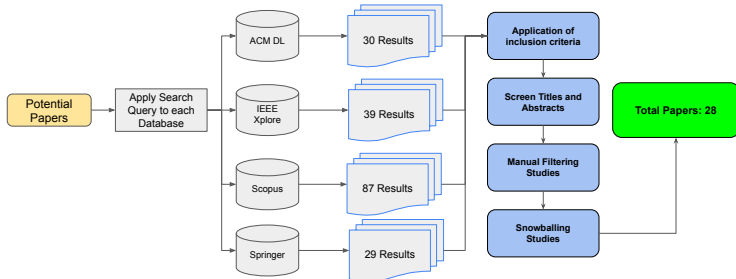 Potential
Papers
Apply Search
Query to each
Database
ACM DL
30 Results
IEEE
Xplore
39 Results
Scopus
87 Results
Springer
29 Results
Application of
inclusion criteria
Screen Titles and
Abstracts
Manual Filtering
Studies
Snowballing
Studies
Total Papers: 28